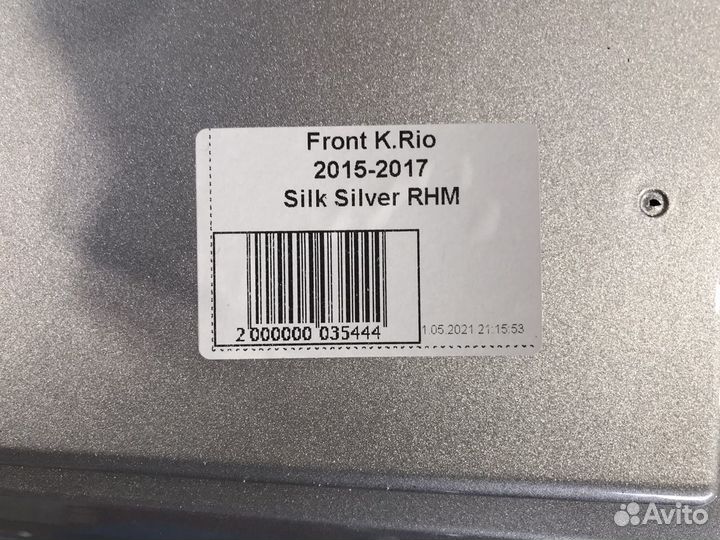 Front K.Rio
2015-2017
Silk Silver RHM
2 000000 035444
1.05.2021 21:15:53
Avito